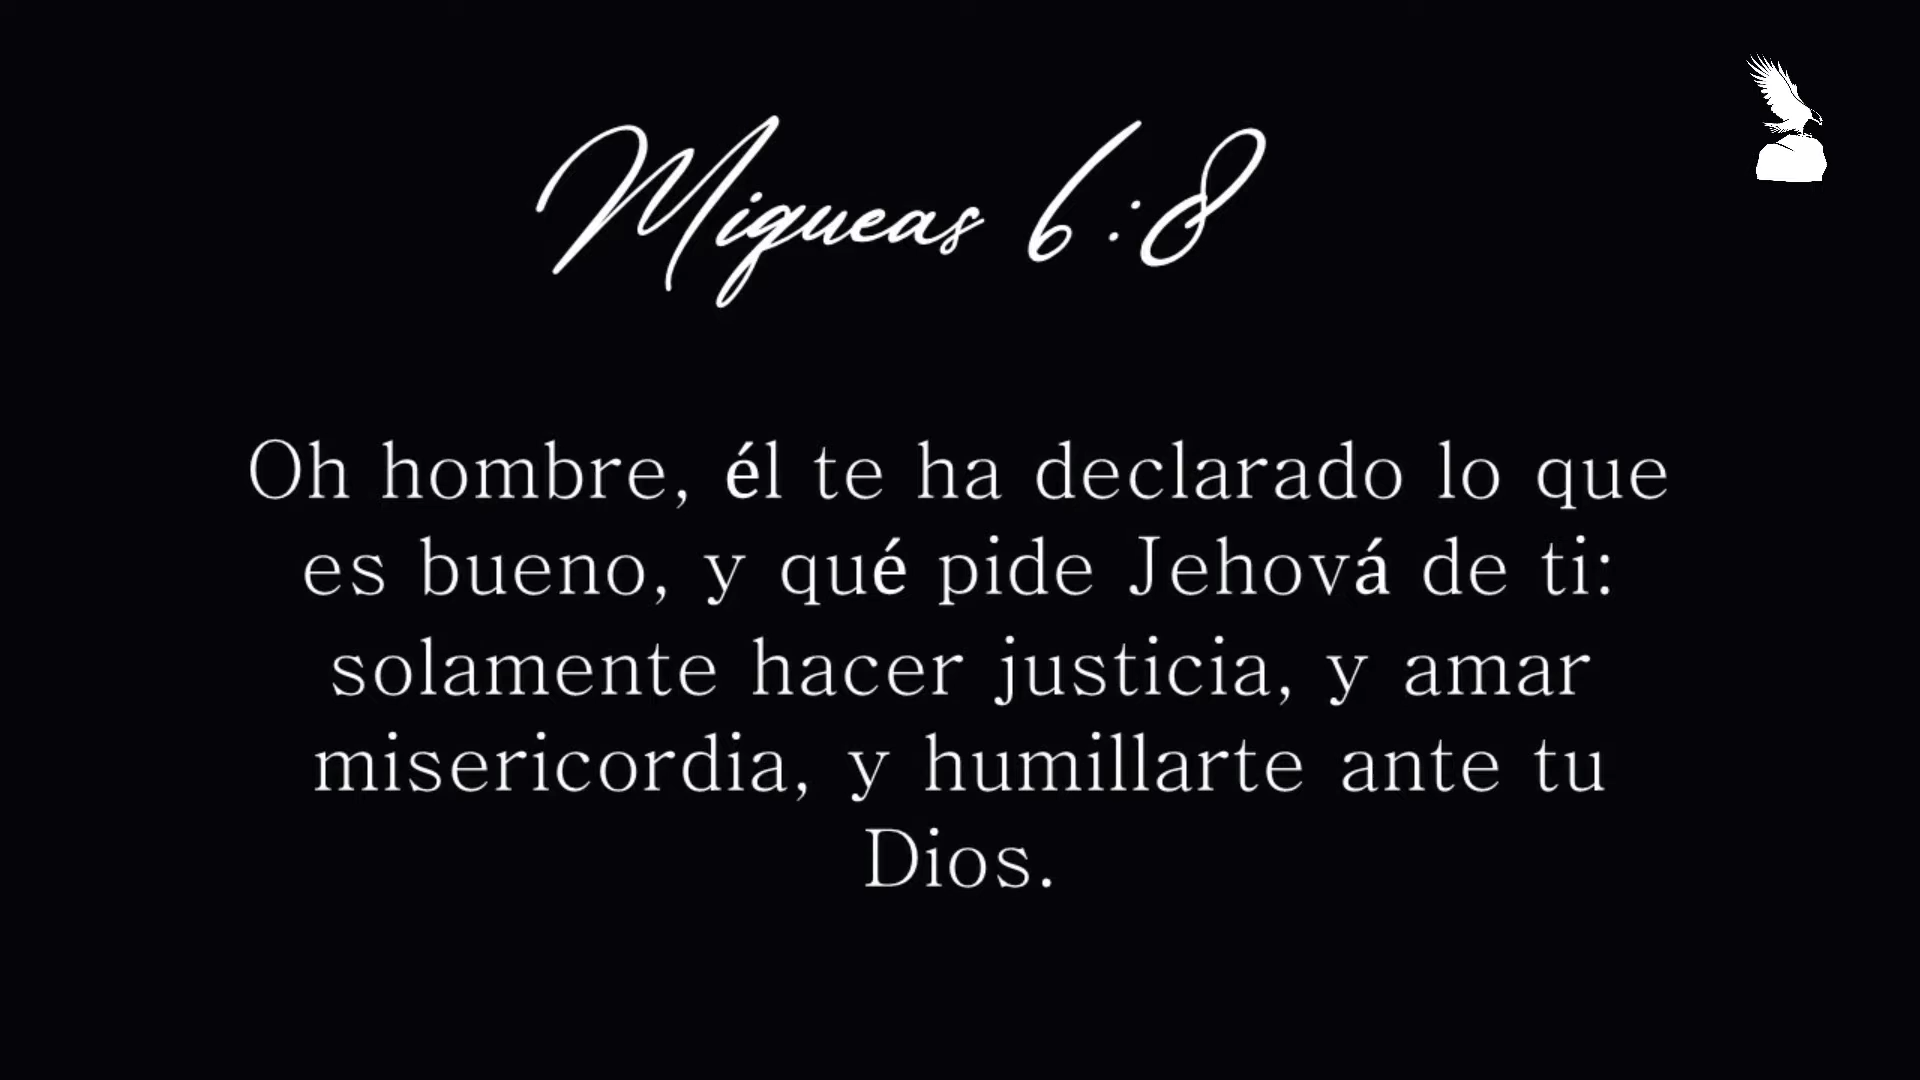 Miqueas 6:8
Oh hombre, él te ha declarado lo que
es bueno, y qué pide Jehová de ti:
solamente hacer justicia, y amar
misericordia, y humillarte ante tu
Dios.